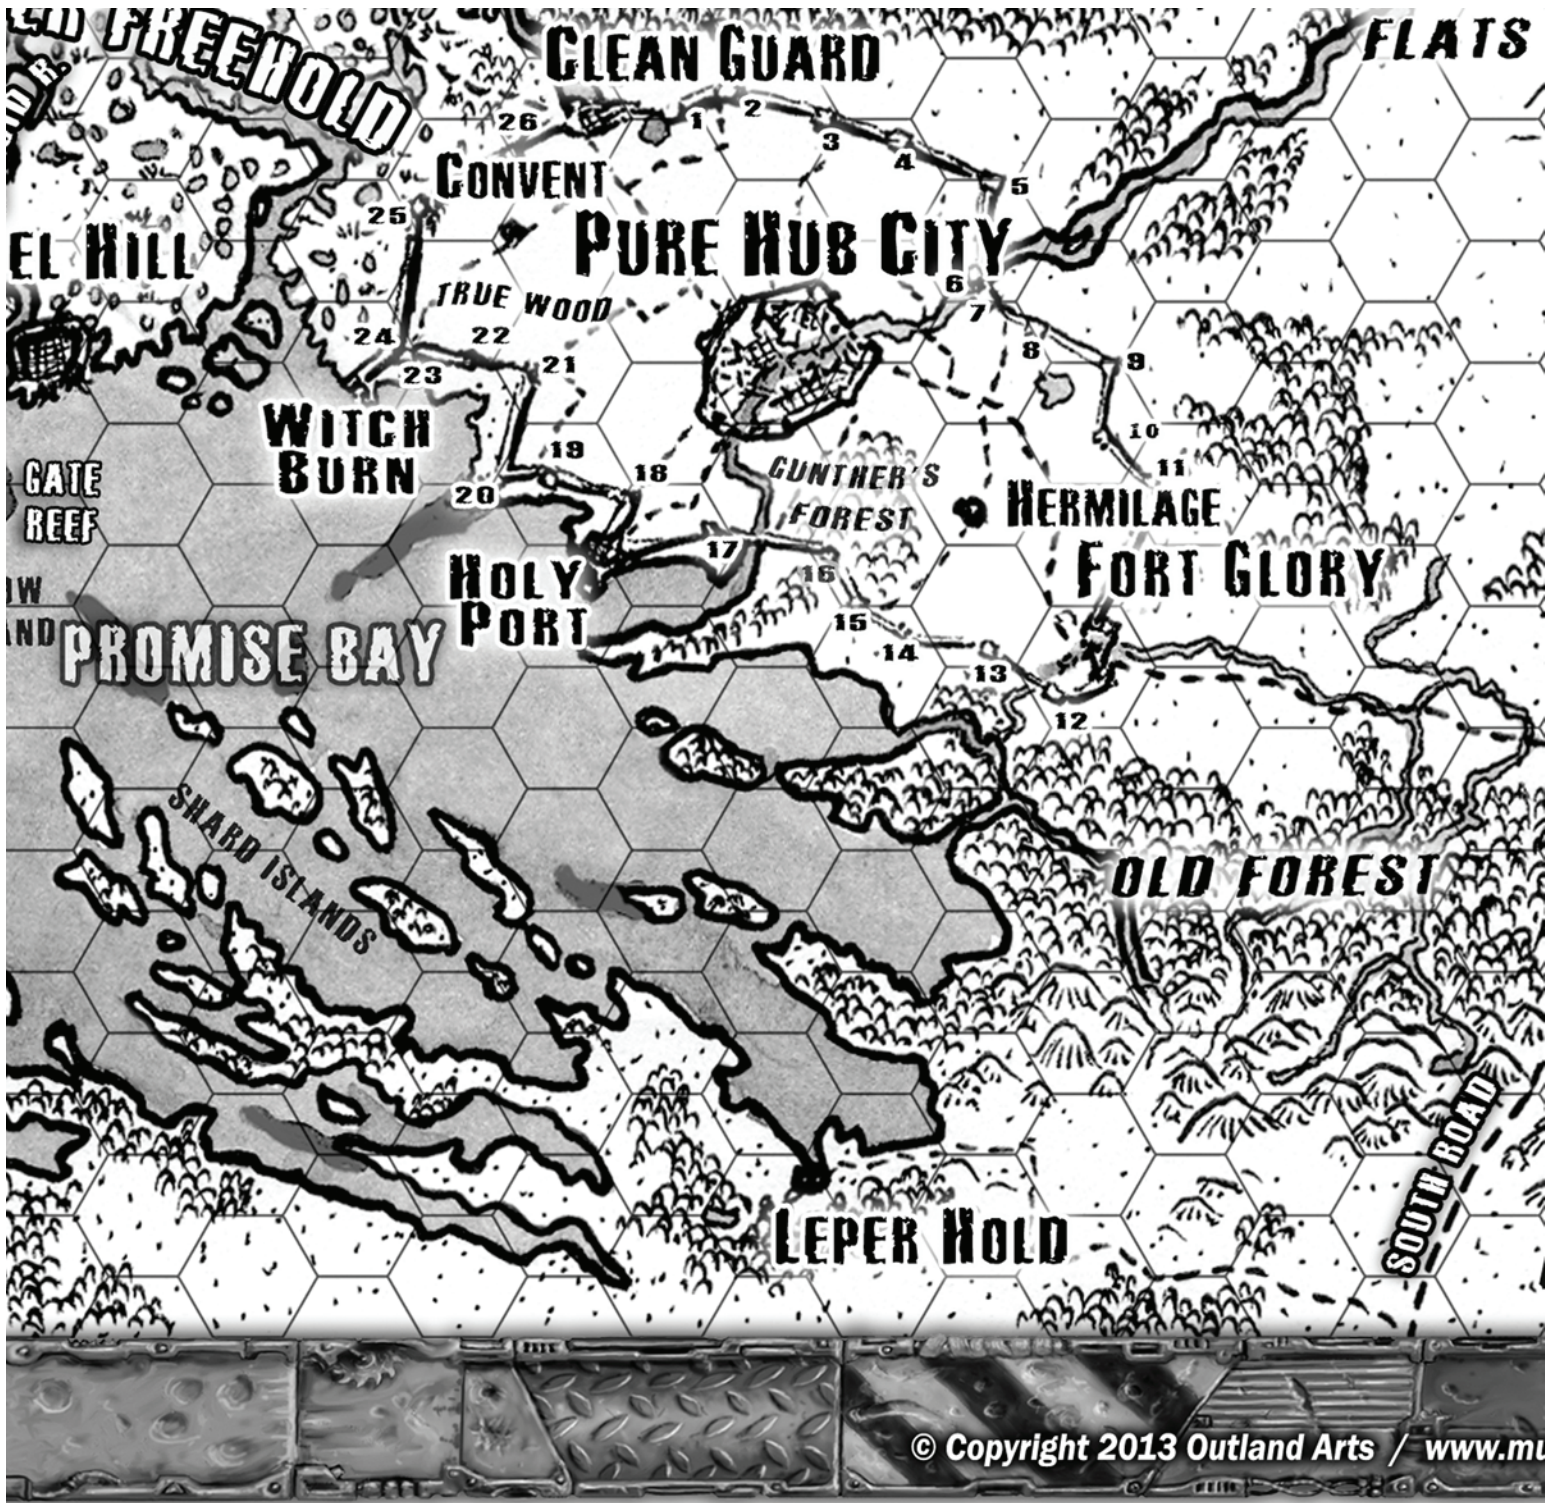 FREEHOLD
CLEAN GUARD
FLATS
D R.
26
1
2
3
4
5
CONVENT
25
EL HILL
PURE HUB CITY
6
7
TRUE WOOD
24
22
8
9
23
21
WITCH
BURN
19
18
20
10
11
GATE
REEF
GUNTHER'S
FOREST
HERMILAGE
17
16
HOLY
PORT
FORT GLORY
OW
AND
PROMISE BAY
15
14
13
12
SHARD ISLANDS
OLD FOREST
SOUTH ROAD
LEPER HOLD
© Copyright 2013 Outland Arts / www.mu